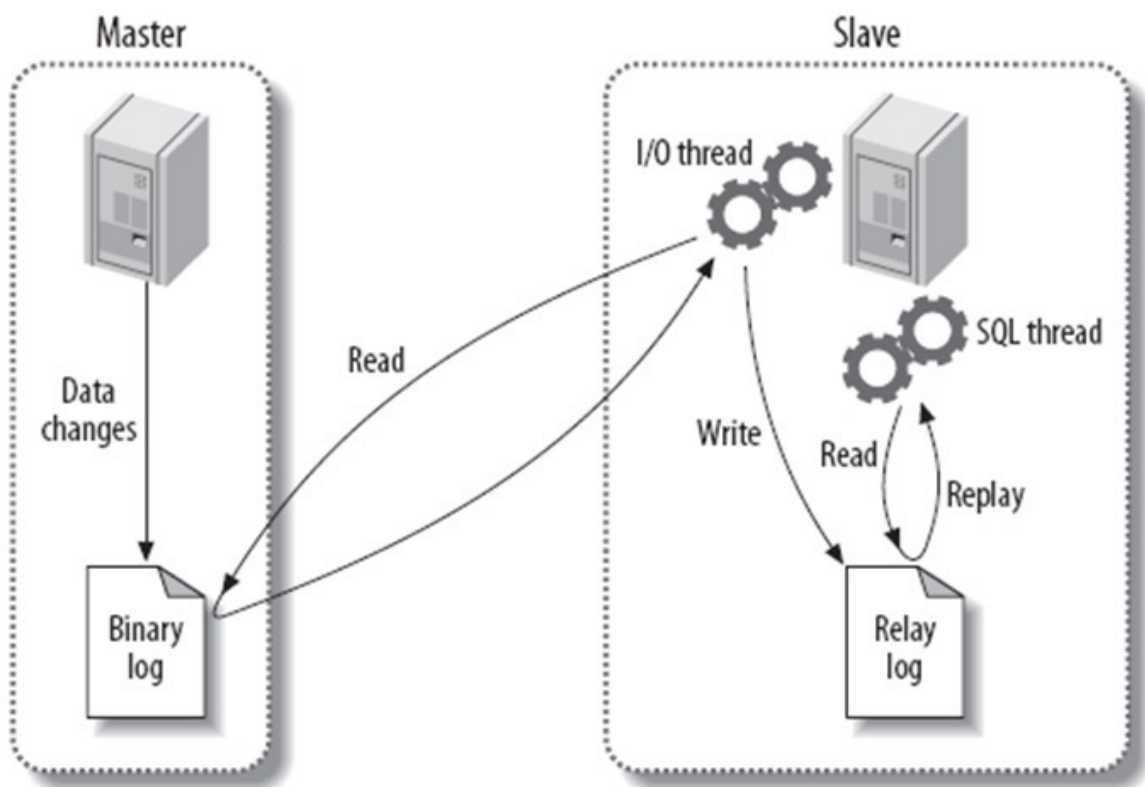 Master
Slave
I/O thread
SQL thread
Read
Data
changes
Write
Read
Replay
Binary
log
Relay
log